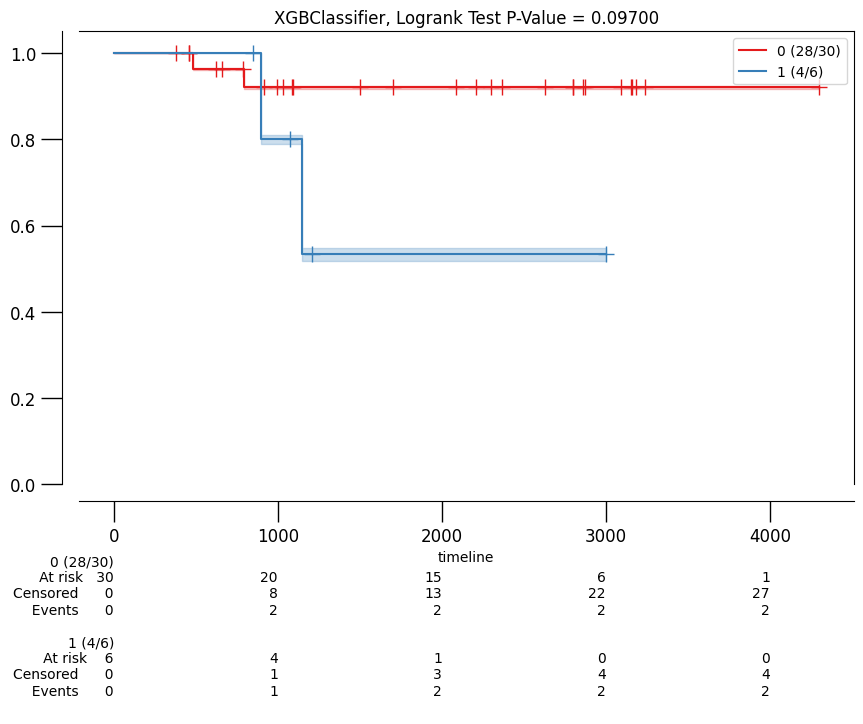 XGBClassifier, Logrank Test P-Value = 0.09700
0 (28/30)
1 (4/6)
1.0
0.8
0.6
0.4
0.2
0.0
0 1000 2000 3000 4000
timeline
0 (28/30)
At risk 30 20 15 6 1
Censored 0 8 13 22 27
Events 0 2 2 2 2
1 (4/6)
At risk 6 4 1 0 0
Censored 0 1 3 4 4
Events 0 1 2 2 2